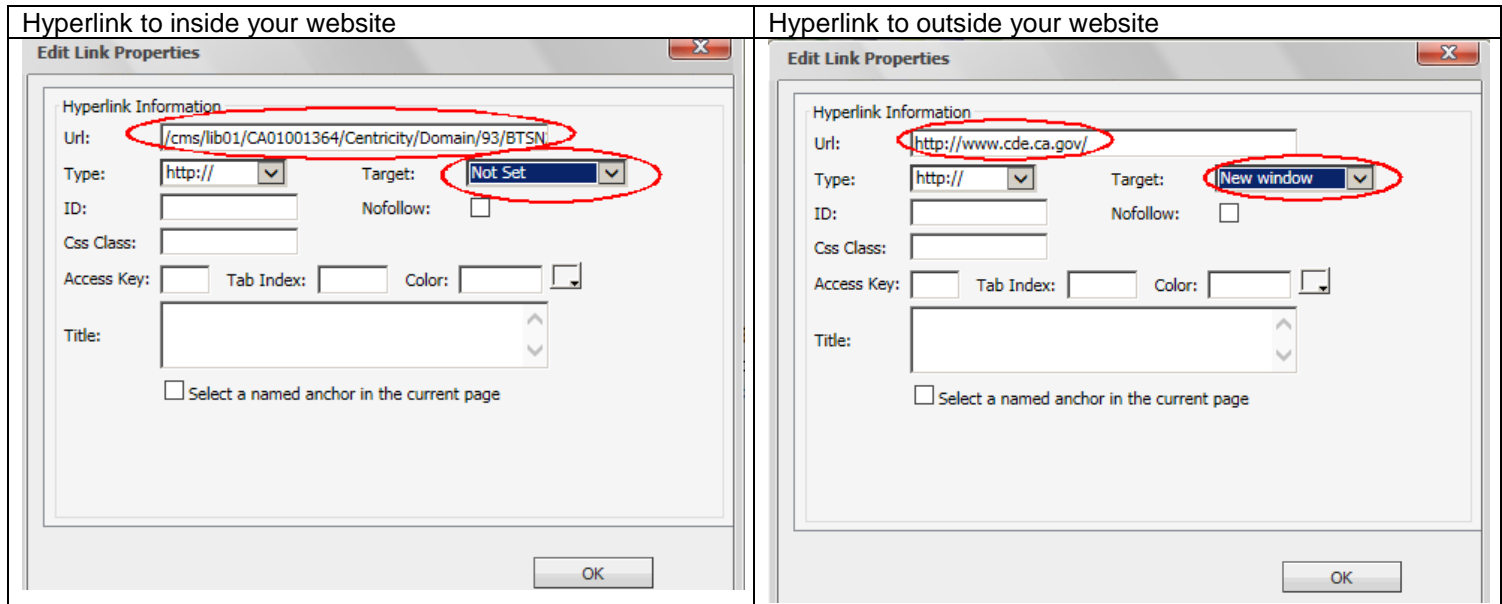 Hyperlink to inside your website
Edit Link Properties
X
Hyperlink Information
Url: /cms/lib01/CA01001364/Centricity/Domain/93/BTSN
Type: http:// Target: Not Set
ID: Nofollow:
Css Class:
Access Key: Tab Index: Color:
Title:
Select a named anchor in the current page
OK
Hyperlink to outside your website
Edit Link Properties
X
Hyperlink Information
Url: http://www.cde.ca.gov/
Type: http:// Target: New window
ID: Nofollow:
Css Class:
Access Key: Tab Index: Color:
Title:
Select a named anchor in the current page
OK